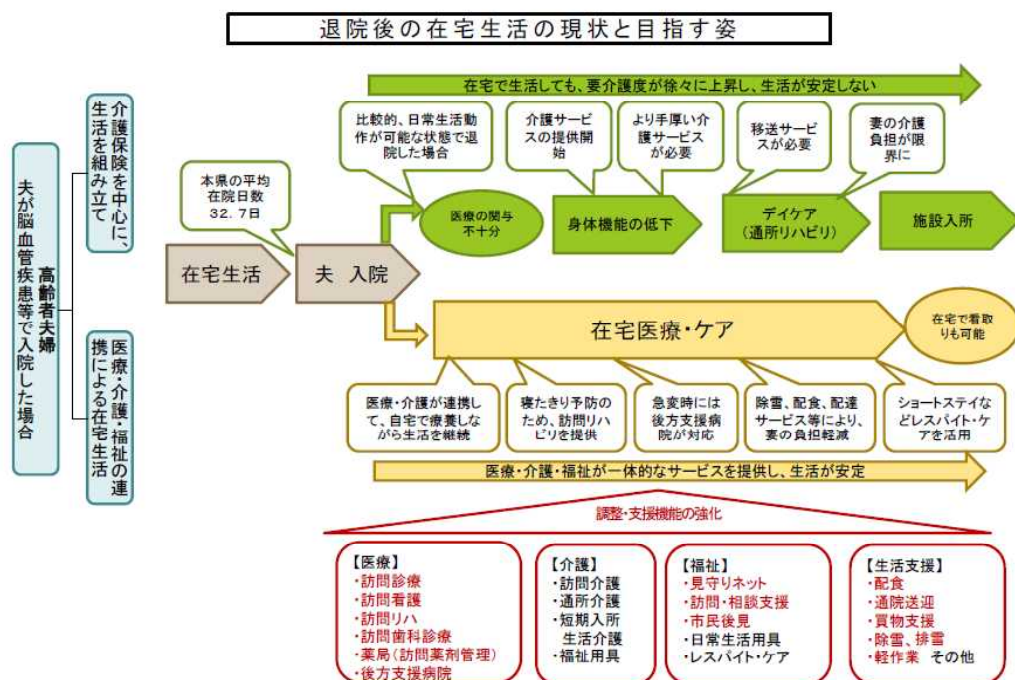 退院後の在宅生活の現状と目指す姿
夫が脳血管疾患等で入院した場合
高齢者夫婦
介護保険を中心に、
生活を組み立て
医療・介護・福祉の連
携による在宅生活
在宅生活
本県の平均
在院日数
32.7日
夫 入院
在宅で生活しても、要介護度が徐々に上昇し、生活が安定しない
比較的、日常生活動
作が可能な状態で退
院した場合
介護サービ
スの提供開
始
より手厚い介
護サービス
が必要
移送サービ
スが必要
妻の介護
負担が限
界に
医療の関与
不十分
身体機能の低下
デイケア
(通所リハビリ)
施設入所
在宅医療・ケア
在宅で看取
りも可能
医療・介護が連携し
て、自宅で療養しな
がら生活を継続
寝たきり予防の
ため、訪問リハ
ビリを提供
急変時には
後方支援病
院が対応
除雪、配食、配達
サービス等により、
妻の負担軽減
ショートステイな
どレスパイト・ケ
アを活用
医療・介護・福祉が一体的なサービスを提供し、生活が安定
調整・支援機能の強化
【医療】
・訪問診療
・訪問看護
・訪問リハ
・訪問歯科診療
・薬局(訪問薬剤管理)
・後方支援病院
【介護】
・訪問介護
・通所介護
・短期入所
生活介護
・福祉用具
【福祉】
・見守りネット
・訪問・相談支援
・市民後見
・日常生活用具
・レスパイト・ケア
【生活支援】
・配食
・通院送迎
・買物支援
・除雪、排雪
・軽作業 その他